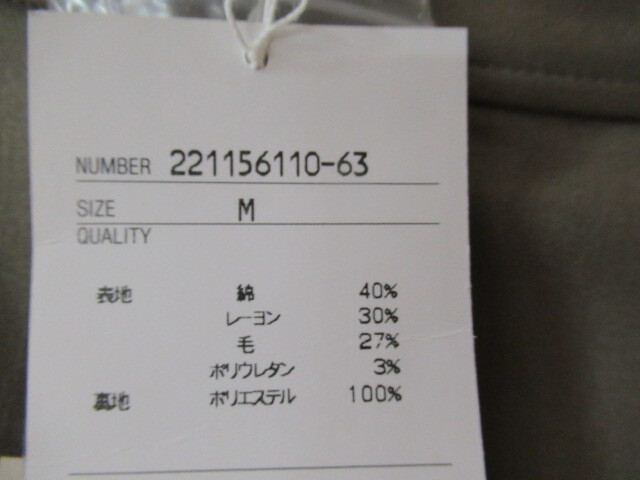 NUMBER 221156110-63
SIZE M
QUALITY
表地 綿 40%
レーヨン 30%
毛 27%
ポリウレタン 3%
裏地 ポリエステル 100%